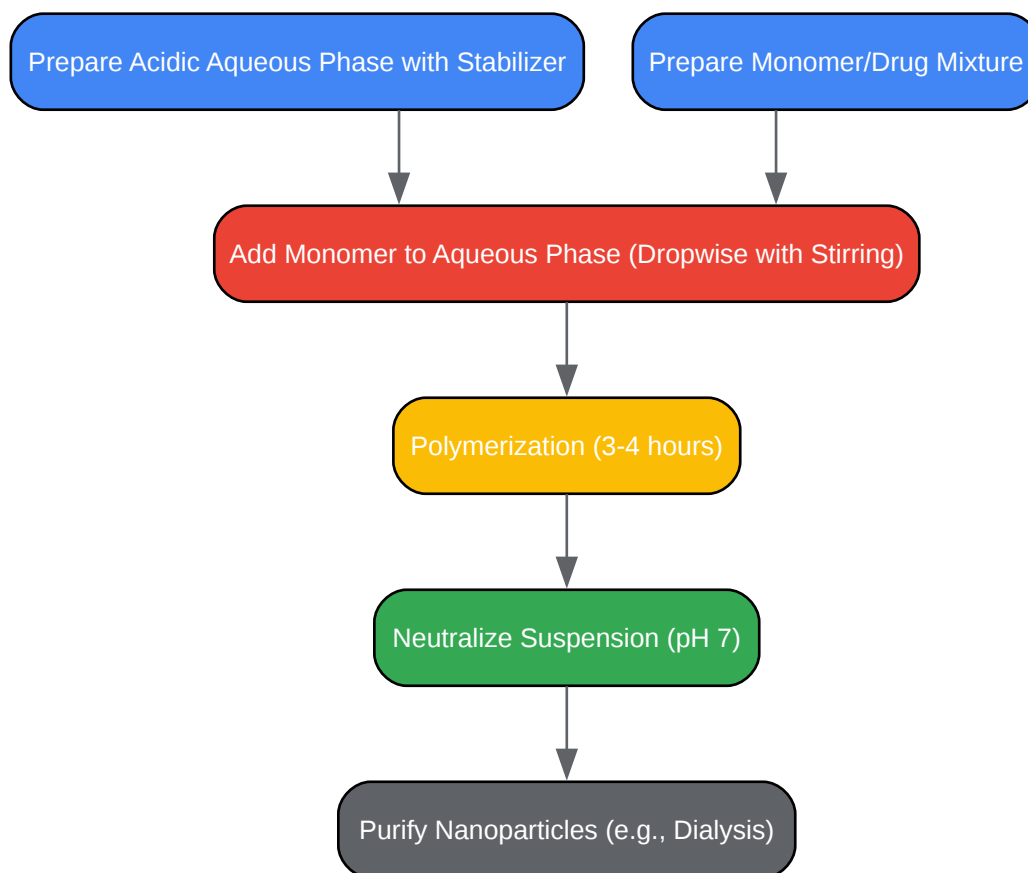 Prepare Acidic Aqueous Phase with Stabilizer
Prepare Monomer/Drug Mixture
Add Monomer to Aqueous Phase (Dropwise with Stirring)
Polymerization (3-4 hours)
Neutralize Suspension (pH 7)
Purify Nanoparticles (e.g., Dialysis)